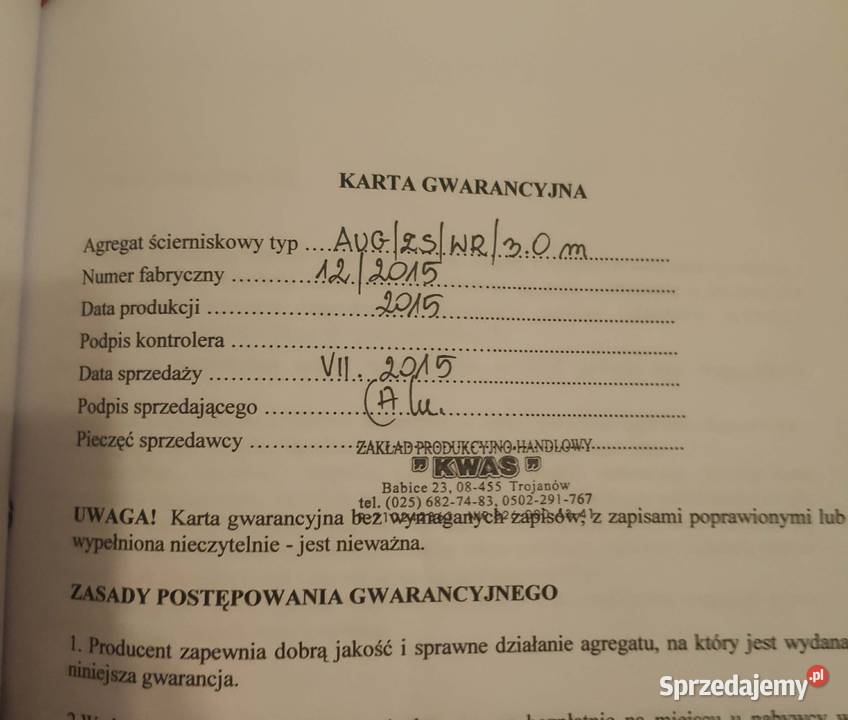 KARTA GWARANCYJNA
Agregat ścierniskowy typ ....AUG/ZS/WR/3.0 m
Numer fabryczny ............12/2015
Data produkcji ........................2015
Podpis kontrolera
Data sprzedaży ................VII. 2015
Podpis sprzedającego
Pieczęć sprzedawcy
ZAKŁAD PRODUKCYJNO-HANDLOWY
"KWAS"
Babice 23, 08-455 Trojanów
tel. (025) 682-74-83, 0502-291-767
UWAGA! Karta gwarancyjna bez wymaganych zapisów, z zapisami poprawionymi lub
wypełniona nieczytelnie - jest nieważna.
ZASADY POSTĘPOWANIA GWARANCYJNEGO
1. Producent zapewnia dobrą jakość i sprawne działanie agregatu, na który jest wydana
niniejsza gwarancja.
Sprzedajemy.pl